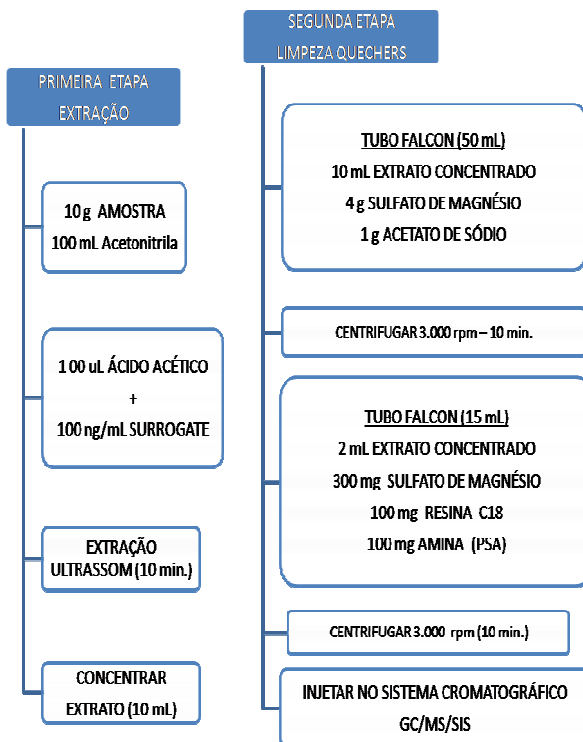 PRIMEIRA ETAPA
EXTRAÇÃO
10 g AMOSTRA
100 mL Acetonitrila
100 uL ÁCIDO ACÉTICO
+
100 ng/mL SURROGATE
EXTRAÇÃO
ULTRASSOM (10 min.)
CONCENTRAR
EXTRATO (10 mL)
SEGUNDA ETAPA
LIMPEZA QUECHERS
TUBO FALCON (50 mL)
10 mL EXTRATO CONCENTRADO
4 g SULFATO DE MAGNÉSIO
1 g ACETATO DE SÓDIO
CENTRIFUGAR 3.000 rpm – 10 min.
TUBO FALCON (15 mL)
2 mL EXTRATO CONCENTRADO
300 mg SULFATO DE MAGNÉSIO
100 mg RESINA C18
100 mg AMINA (PSA)
CENTRIFUGAR 3.000 rpm (10 min.)
INJETAR NO SISTEMA CROMATOGRÁFICO
GC/MS/SIS